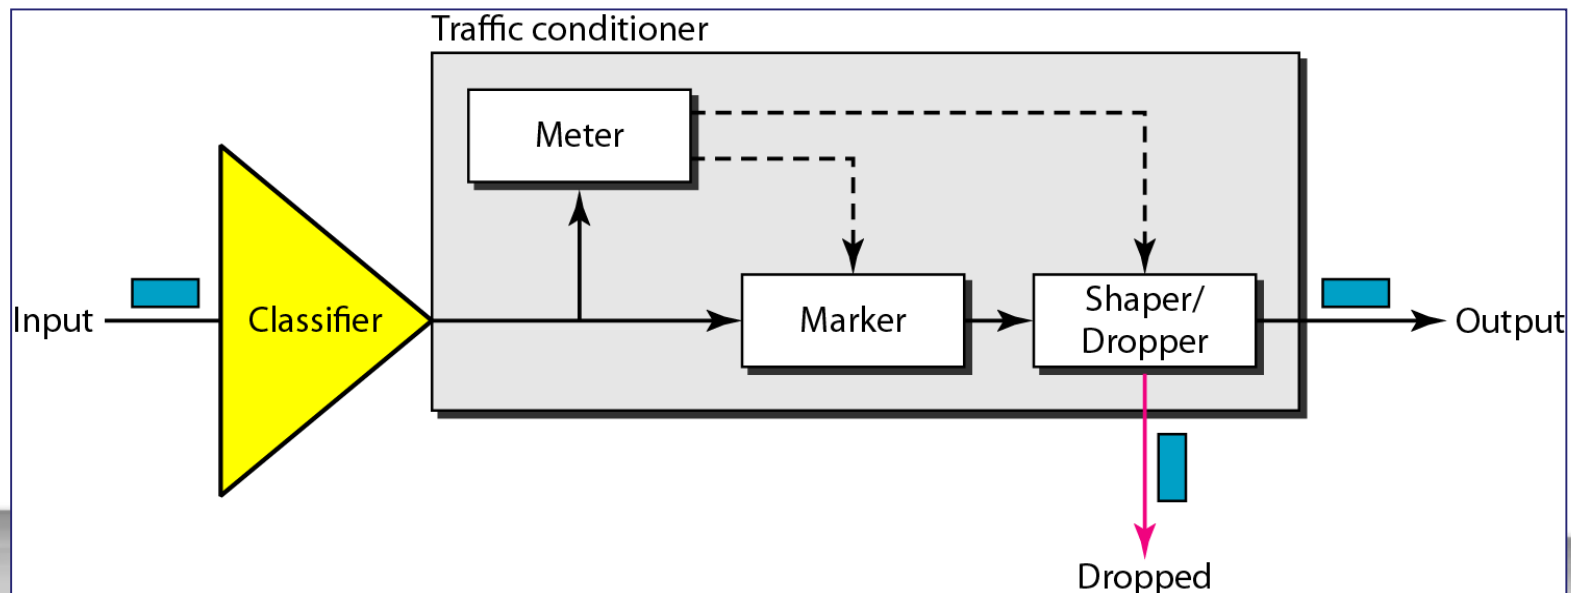 Traffic conditioner
Meter
Input
Classifier
Marker
Shaper/
Dropper
Output
Dropped